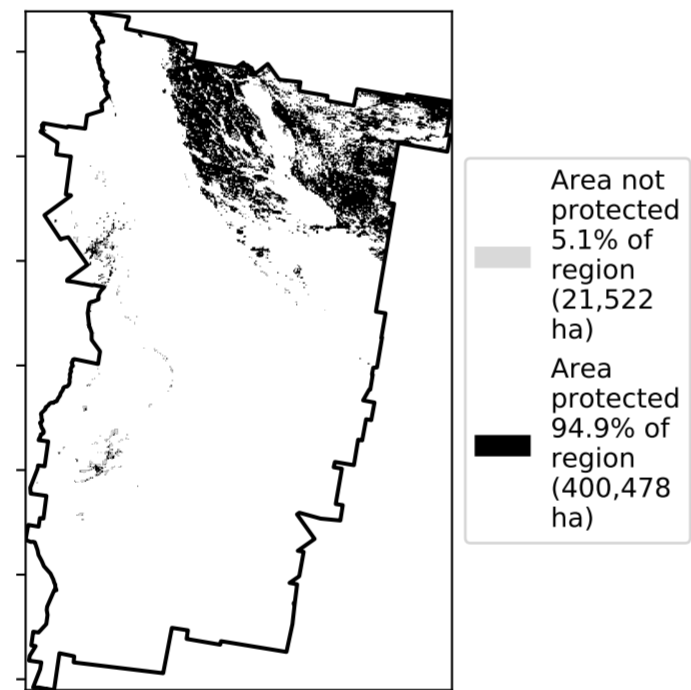 Area not
protected
5.1% of
region
(21,522
ha)
Area
protected
94.9% of
region
(400,478
ha)